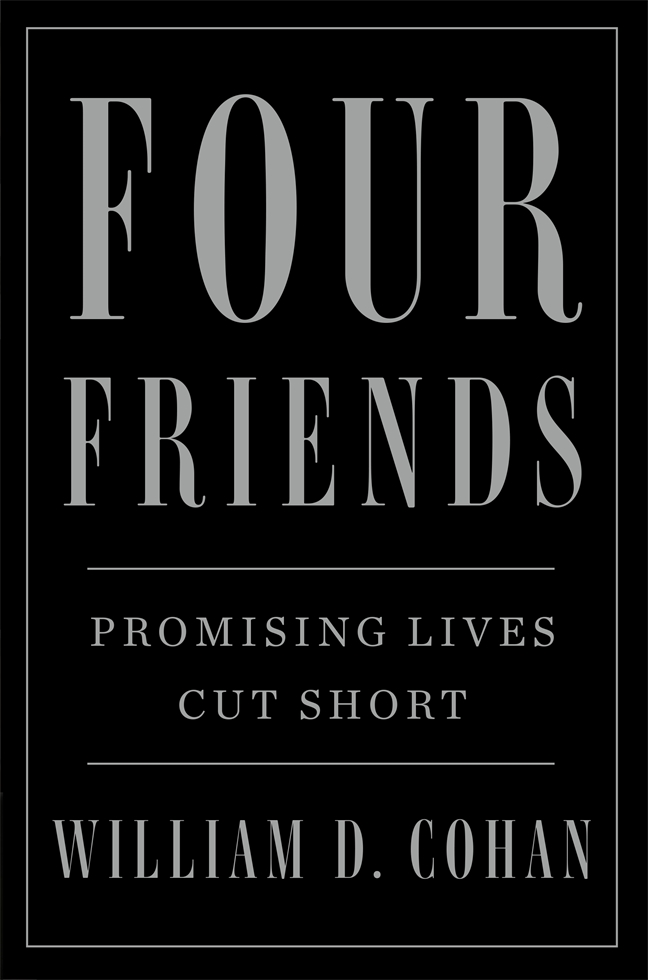 FOUR
FRIENDS
PROMISING LIVES
CUT SHORT
WILLIAM D. COHAN